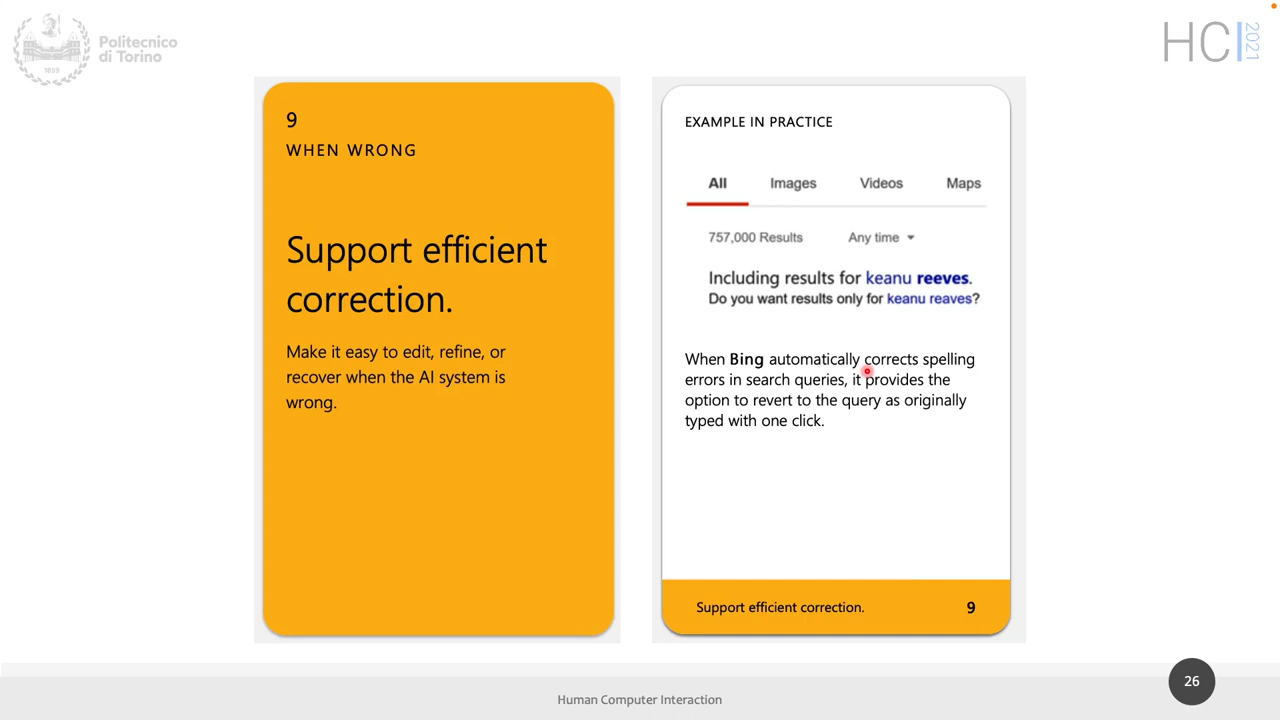 Politecnico
di Torino
1859
HCI 2021
9
WHEN WRONG
Support efficient
correction.
Make it easy to edit, refine, or
recover when the AI system is
wrong.
EXAMPLE IN PRACTICE
All Images Videos Maps
757,000 Results Any time
Including results for keanu reeves.
Do you want results only for keanu reaves?
When Bing automatically corrects spelling
errors in search queries, it provides the
option to revert to the query as originally
typed with one click.
Support efficient correction. 9
Human Computer Interaction
26